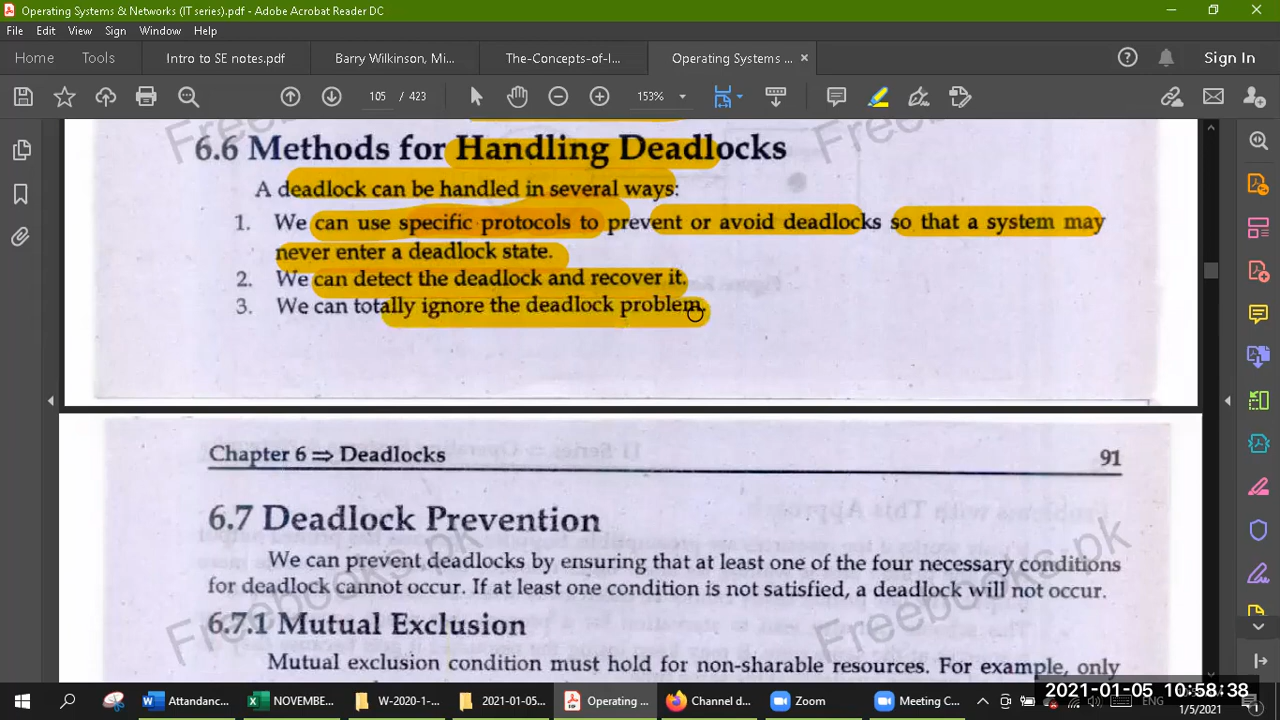 Operating Systems & Networks (IT series).pdf - Adobe Acrobat Reader DC
File Edit View Sign Window Help
Home Tools Intro to SE notes.pdf Barry Wilkinson, Mi... The-Concepts-of-I... Operating Systems ... × Sign In
105 / 423 153%
6.6 Methods for Handling Deadlocks
A deadlock can be handled in several ways:
1. We can use specific protocols to prevent or avoid deadlocks so that a system may
never enter a deadlock state.
2. We can detect the deadlock and recover it.
3. We can totally ignore the deadlock problem.
Chapter 6 ⇒ Deadlocks 91
6.7 Deadlock Prevention
We can prevent deadlocks by ensuring that at least one of the four necessary conditions
for deadlock cannot occur. If at least one condition is not satisfied, a deadlock will not occur.
Freebooks.pk
Freebooks.pk
6.7.1 Mutual Exclusion
Mutual exclusion condition must hold for non-sharable resources. For example, only
Attandanc... NOVEMBE... W-2020-1-... 2021-01-05... Operating ... Channel d... Zoom Meeting C... ENG
2021-01-05 10:58:38
1/5/2021